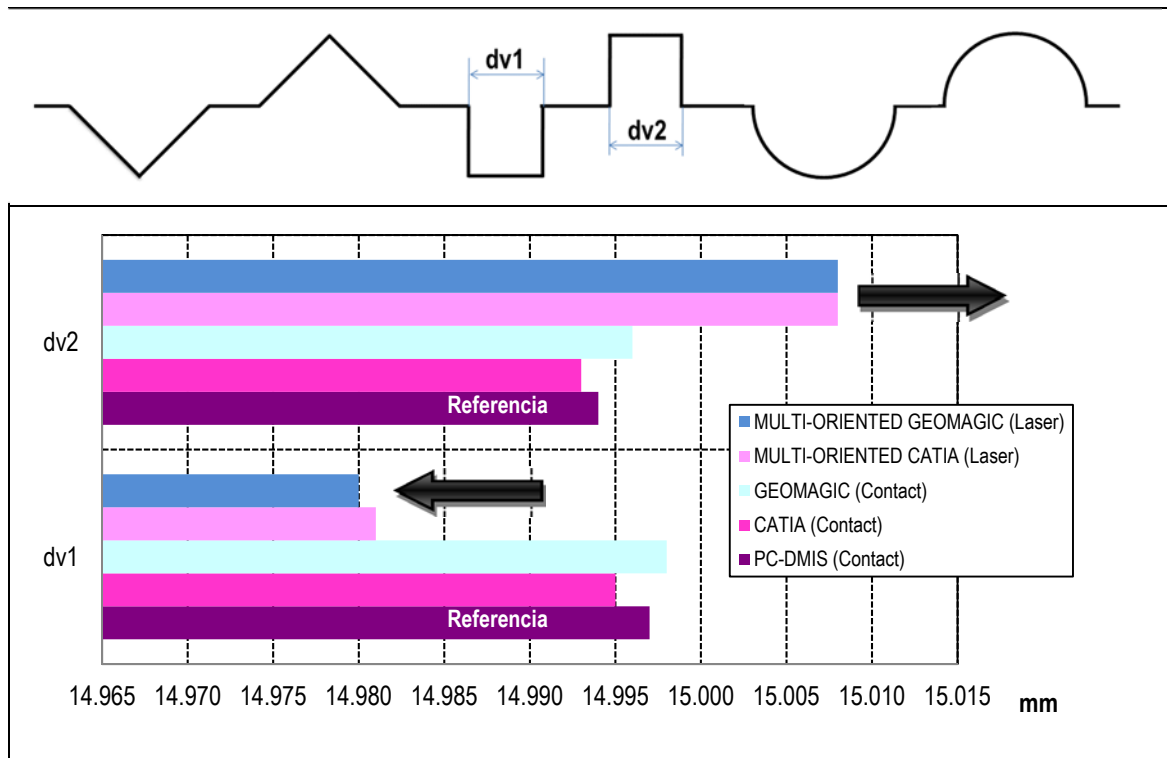 dv1
dv2
dv2
Referencia
dv1
Referencia
MULTI-ORIENTED GEOMAGIC (Laser)
MULTI-ORIENTED CATIA (Laser)
GEOMAGIC (Contact)
CATIA (Contact)
PC-DMIS (Contact)
14.965 14.970 14.975 14.980 14.985 14.990 14.995 15.000 15.005 15.010 15.015 mm